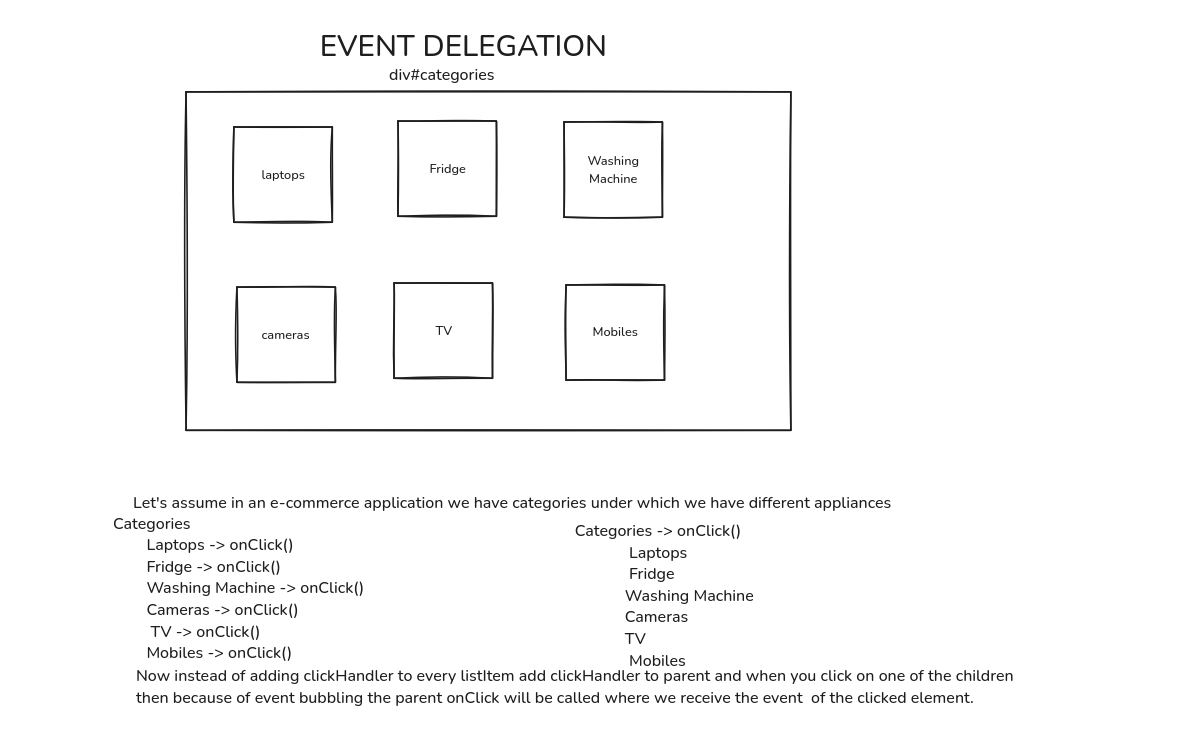 EVENT DELEGATION
div#categories
laptops
Fridge
Washing
Machine
cameras
TV
Mobiles
Let's assume in an e-commerce application we have categories under which we have different appliances
Categories
Laptops -> onClick()
Fridge -> onClick()
Washing Machine -> onClick()
Cameras -> onClick()
TV -> onClick()
Mobiles -> onClick()
Categories -> onClick()
Laptops
Fridge
Washing Machine
Cameras
TV
Mobiles
Now instead of adding clickHandler to every listItem add clickHandler to parent and when you click on one of the children
then because of event bubbling the parent onClick will be called where we receive the event  of the clicked element.